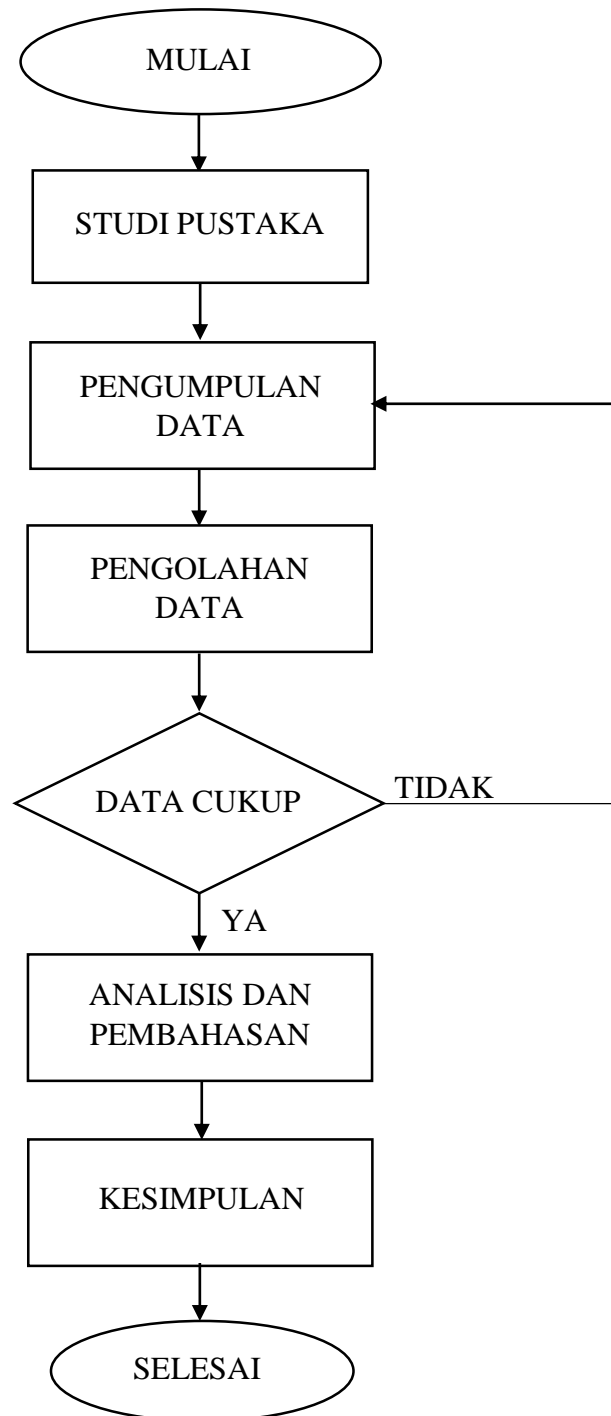 MULAI
STUDI PUSTAKA
PENGUMPULAN
DATA
PENGOLAHAN
DATA
DATA CUKUP
TIDAK
YA
ANALISIS DAN
PEMBAHASAN
KESIMPULAN
SELESAI